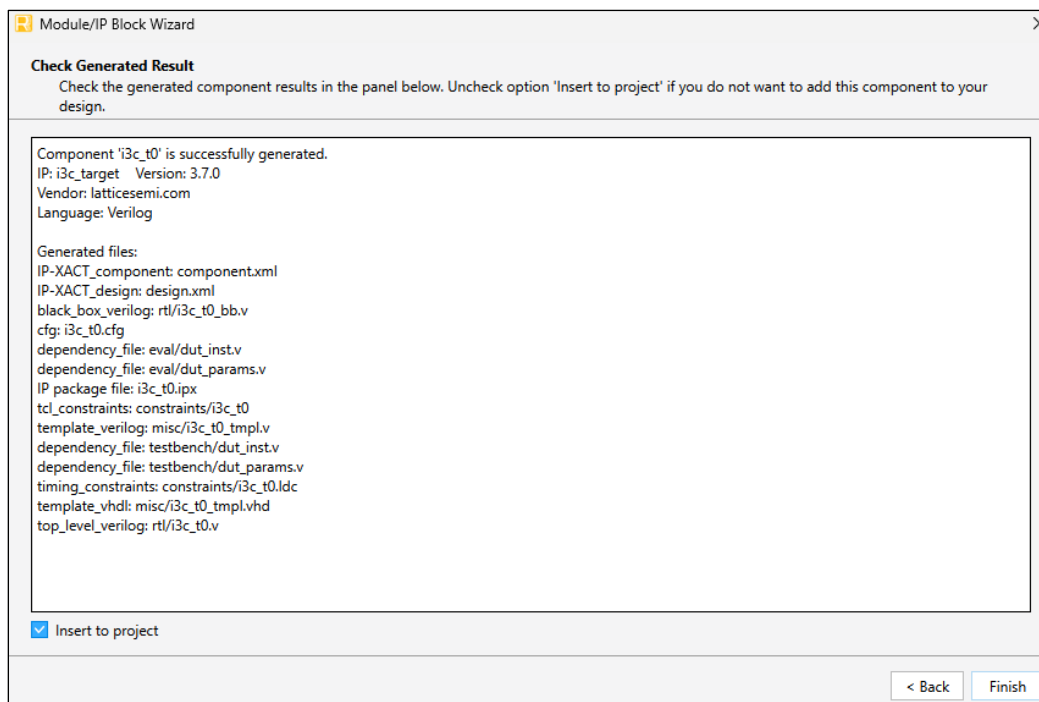 Module/IP Block Wizard
Check Generated Result
Check the generated component results in the panel below. Uncheck option 'Insert to project' if you do not want to add this component to your
design.
Component 'i3c_t0' is successfully generated.
IP: i3c_target    Version: 3.7.0
Vendor: latticesemi.com
Language: Verilog
Generated files:
IP-XACT_component: component.xml
IP-XACT_design: design.xml
black_box_verilog: rtl/i3c_t0_bb.v
cfg: i3c_t0.cfg
dependency_file: eval/dut_inst.v
dependency_file: eval/dut_params.v
IP package file: i3c_t0.ipx
tcl_constraints: constraints/i3c_t0
template_verilog: misc/i3c_t0_tmpl.v
dependency_file: testbench/dut_inst.v
dependency_file: testbench/dut_params.v
timing_constraints: constraints/i3c_t0.ldc
template_vhdl: misc/i3c_t0_tmpl.vhd
top_level_verilog: rtl/i3c_t0.v
Insert to project
< Back
Finish